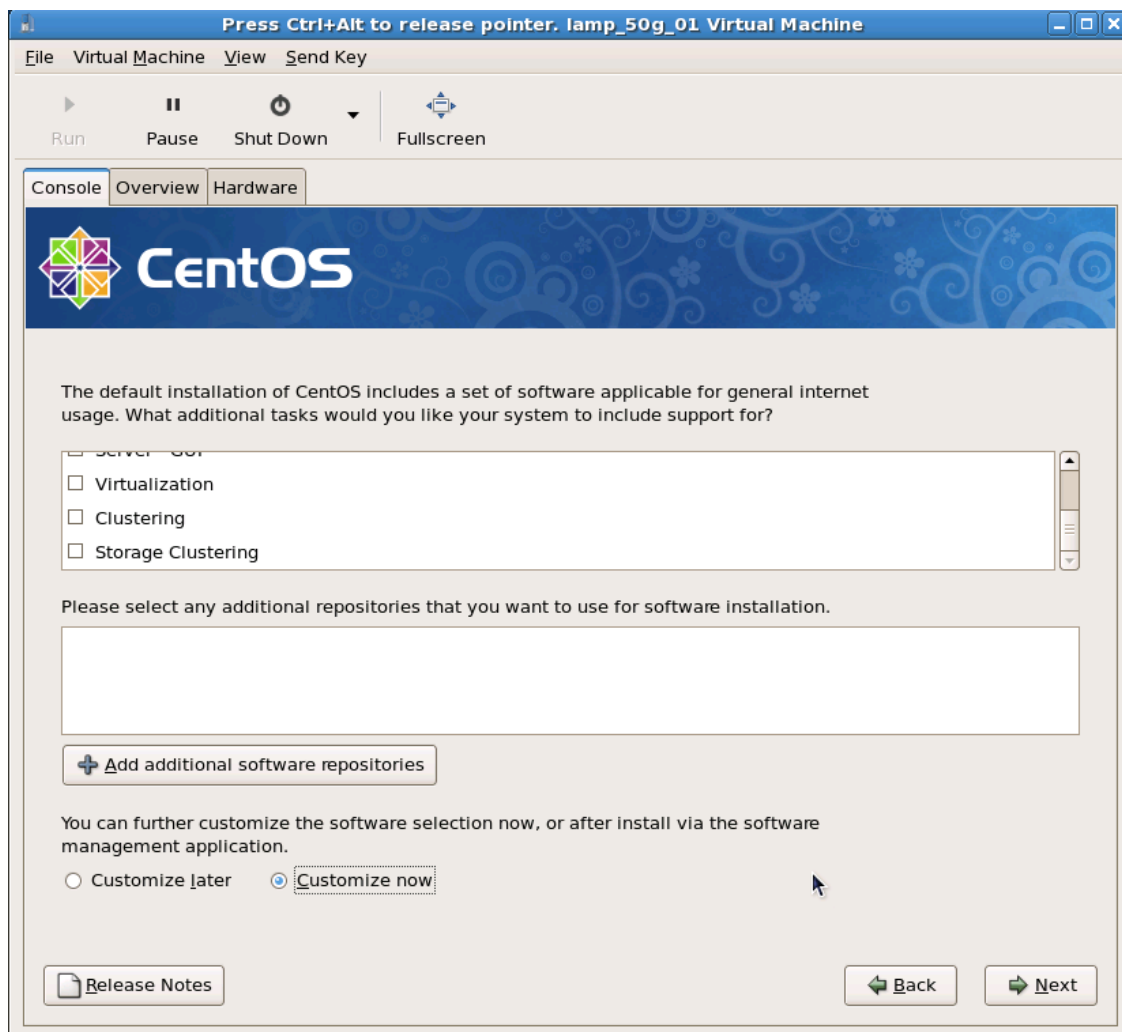 Press Ctrl+Alt to release pointer. lamp_50g_01 Virtual Machine
File Virtual Machine View Send Key
Run Pause Shut Down Fullscreen
Console Overview Hardware
CentOS
The default installation of CentOS includes a set of software applicable for general internet
usage. What additional tasks would you like your system to include support for?
Server - GUI
Virtualization
Clustering
Storage Clustering
Please select any additional repositories that you want to use for software installation.
Add additional software repositories
You can further customize the software selection now, or after install via the software
management application.
Customize later Customize now
Release Notes Back Next